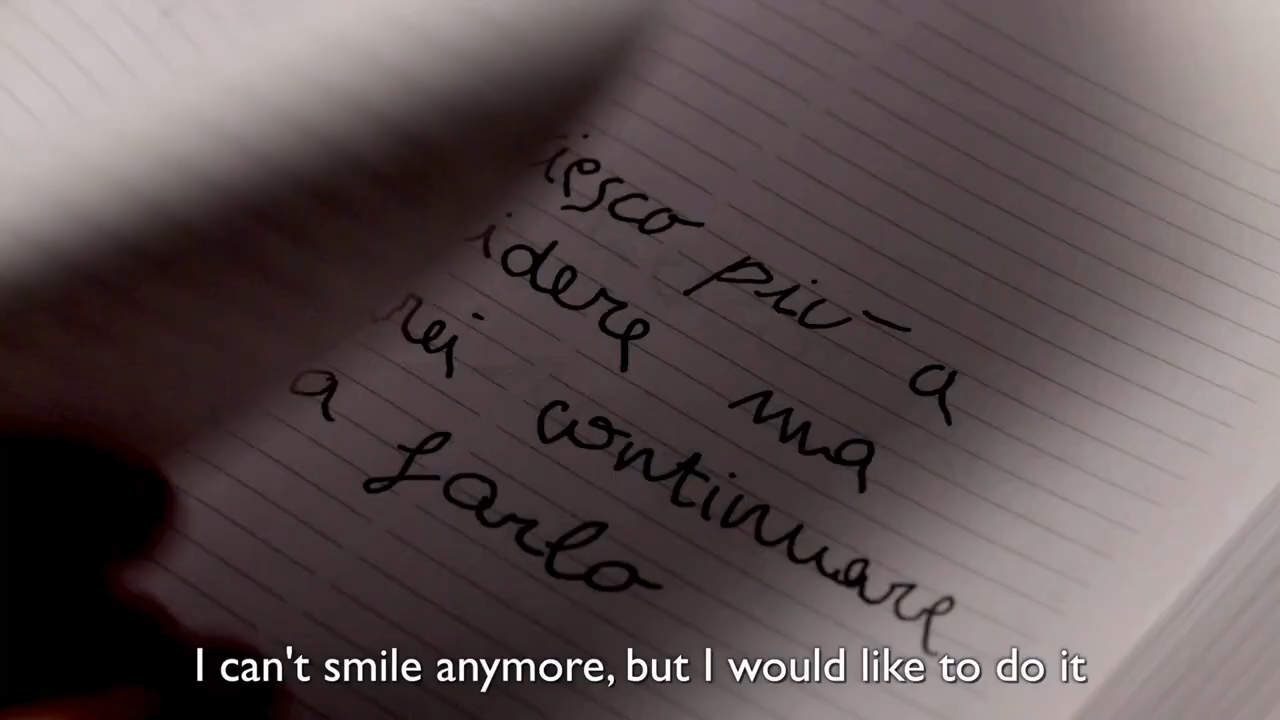 iesco più a
idere ma
rei continuare
a farlo
I can't smile anymore, but I would like to do it